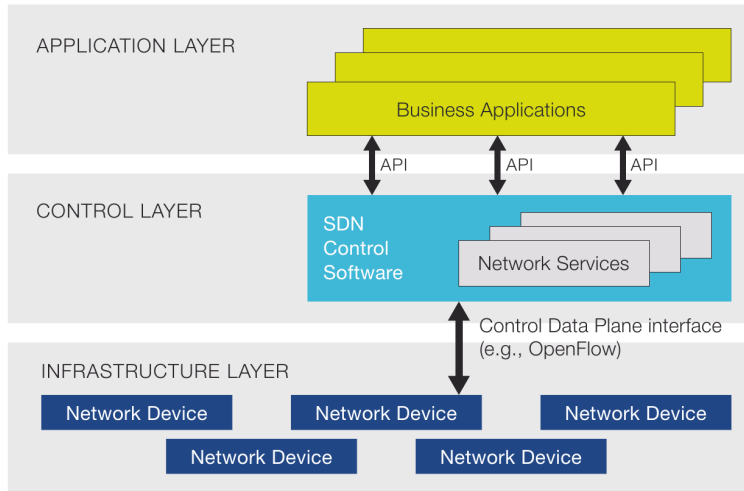 APPLICATION LAYER
Business Applications
API
API
API
CONTROL LAYER
SDN
Control
Software
Network Services
Control Data Plane interface
(e.g., OpenFlow)
INFRASTRUCTURE LAYER
Network Device
Network Device
Network Device
Network Device
Network Device